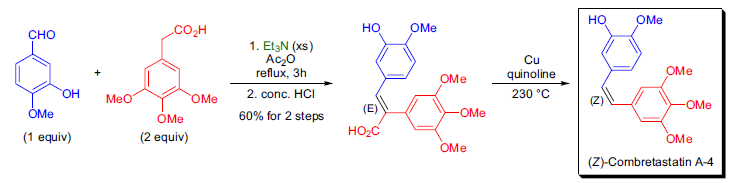 CHO
OH
OMe
(1 equiv)
+
CO2H
MeO
OMe
OMe
(2 equiv)
1. Et3N (xs)
Ac2O
reflux, 3h
2. conc. HCl
60% for 2 steps
HO
OMe
(E)
HO2C
OMe
OMe
OMe
Cu
quinoline
230 °C
HO
OMe
(Z)
OMe
OMe
OMe
(Z)-Combretastatin A-4